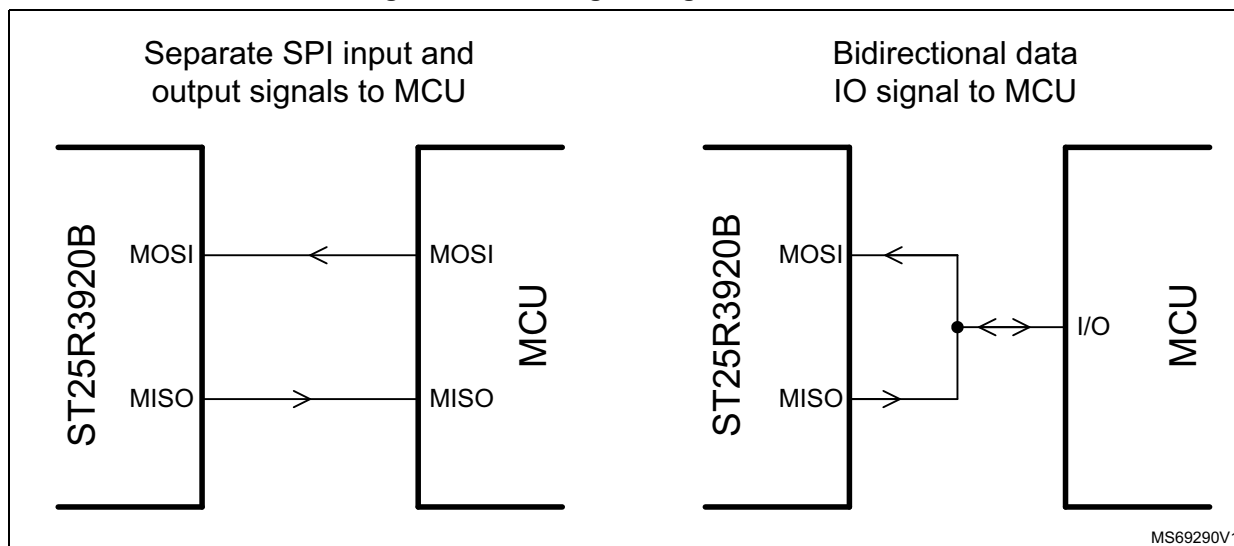 Separate SPI input and
output signals to MCU
ST25R3920B
MOSI
MISO
MOSI
MISO
MCU
Bidirectional data
IO signal to MCU
ST25R3920B
MOSI
MISO
I/O
MCU
MS69290V1